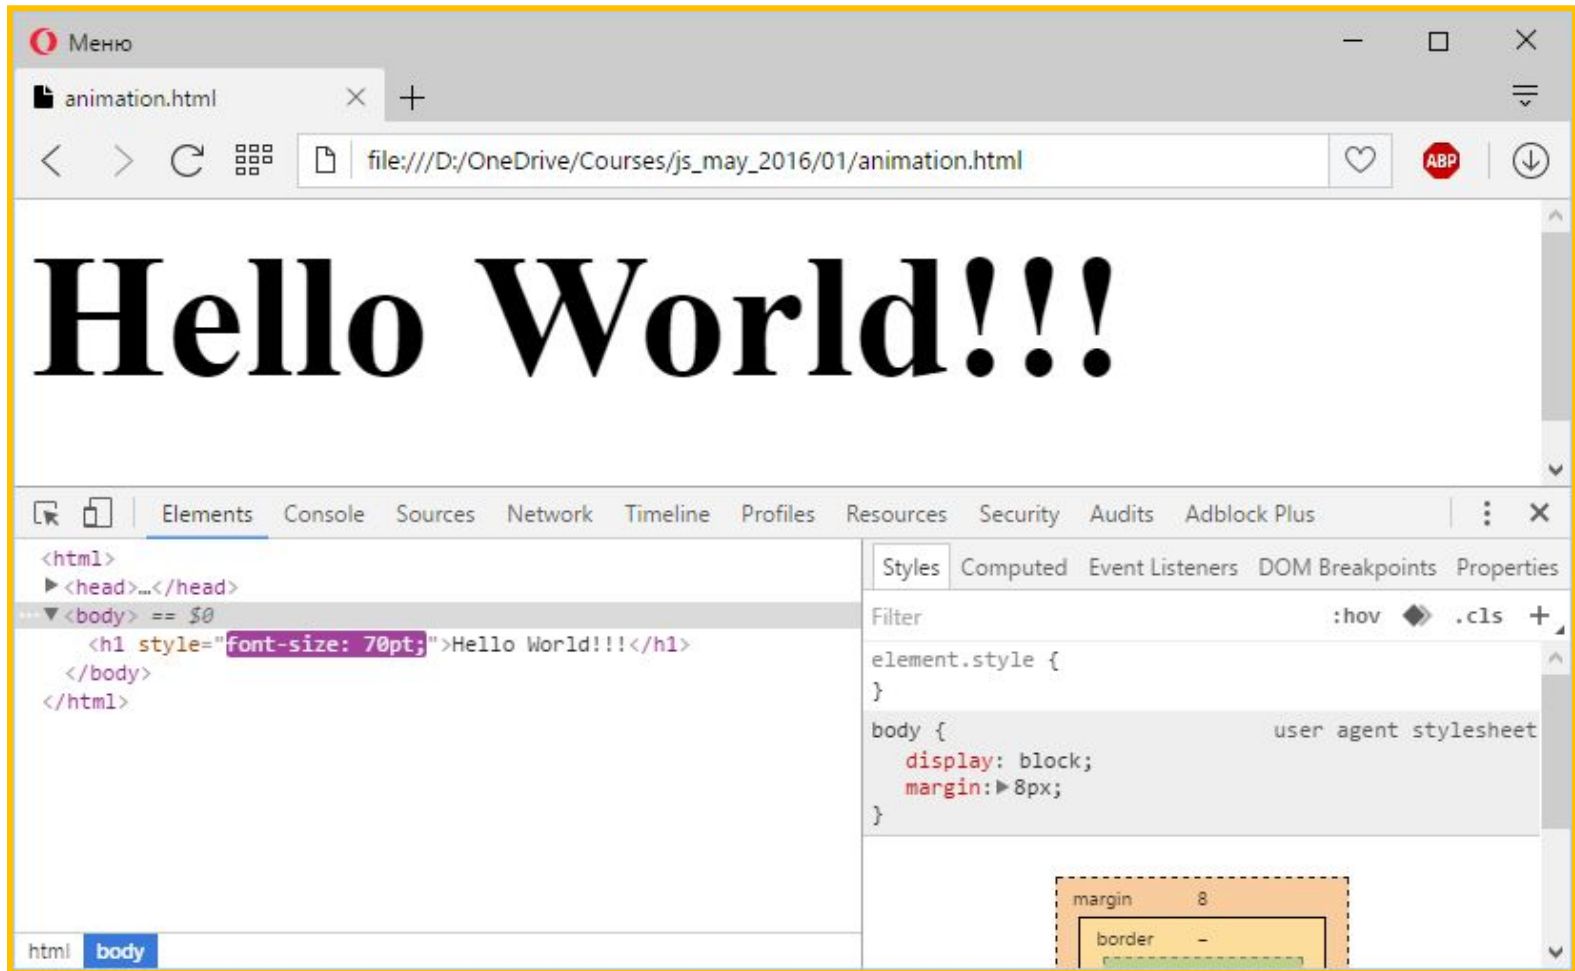 Меню
animation.html
file:///D:/OneDrive/Courses/js_may_2016/01/animation.html
ABP
Hello World!!!
Elements Console Sources Network Timeline Profiles Resources Security Audits Adblock Plus
<html>
<head>…</head>
<body> == $0
<h1 style="font-size: 70pt;">Hello World!!!</h1>
</body>
</html>
html body
Styles Computed Event Listeners DOM Breakpoints Properties
Filter :hov .cls +
element.style {
}
body { user agent stylesheet
display: block;
margin: 8px;
}
margin 8
border –